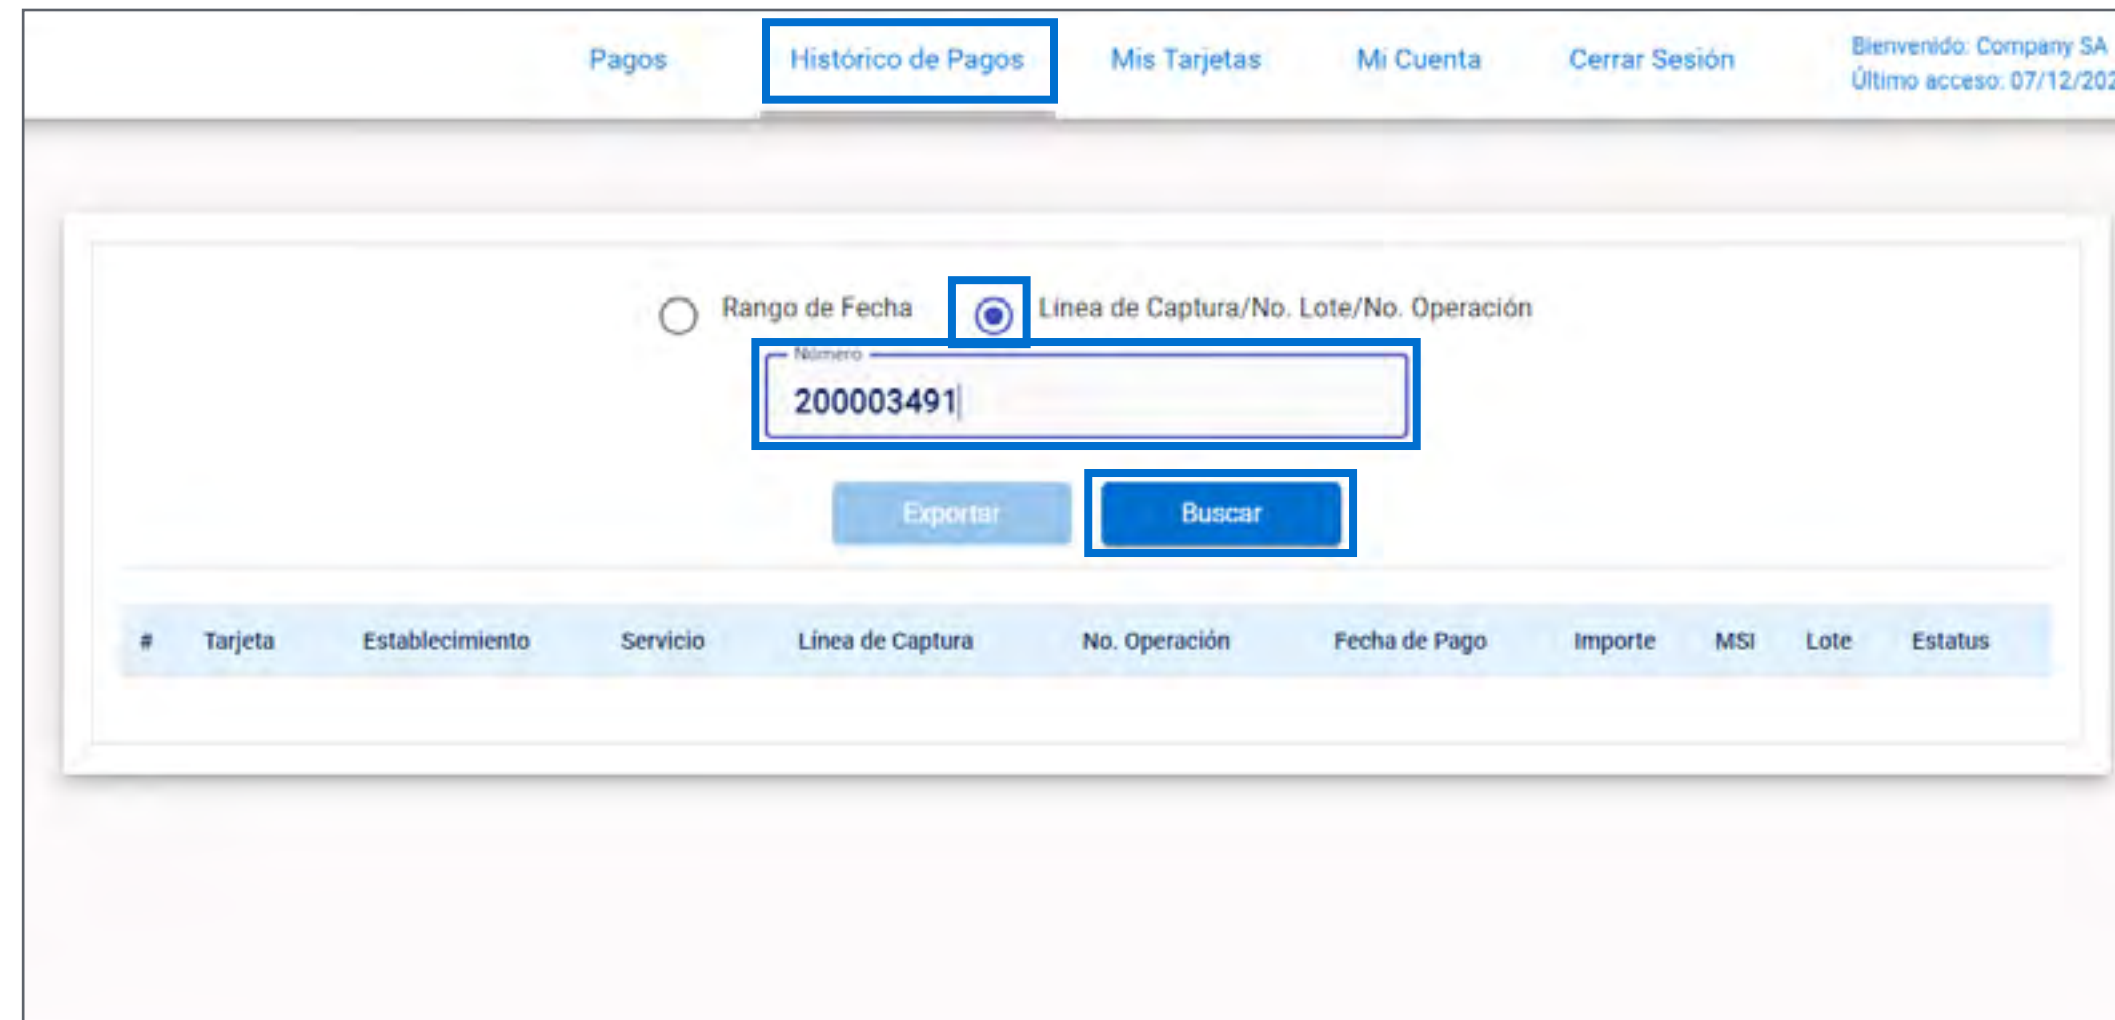 Pagos Histórico de Pagos Mis Tarjetas Mi Cuenta Cerrar Sesión
Bienvenido: Company SA
Último acceso: 07/12/202
Rango de Fecha Línea de Captura/No. Lote/No. Operación
Número
200003491
Exportar Buscar
# Tarjeta Establecimiento Servicio Línea de Captura No. Operación Fecha de Pago Importe MSI Lote Estatus